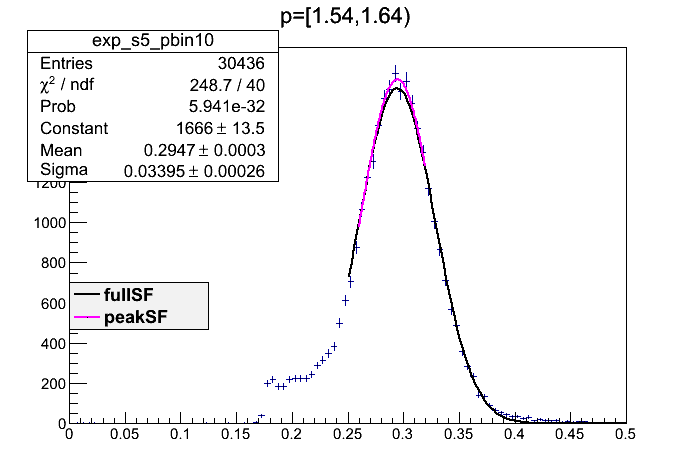 p=[1.54,1.64)
exp_s5_pbin10
Entries 30436
χ² / ndf 248.7 / 40
Prob 5.941e-32
Constant 1666 ± 13.5
Mean 0.2947 ± 0.0003
Sigma 0.03395 ± 0.00026
1200
1000
800
600
fullSF
peakSF
400
200
0
0 0.05 0.1 0.15 0.2 0.25 0.3 0.35 0.4 0.45 0.5